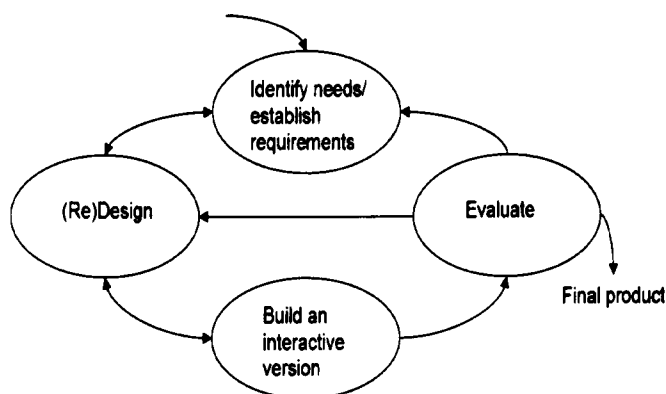 Identify needs/
establish
requirements
(Re)Design
Evaluate
Final product
Build an
interactive
version